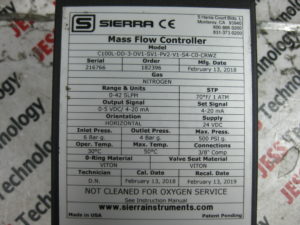 SIERRA CE
5 Harris Court Bldg. L
Monterey, CA 93940
800-866-0200
831-373-0200
Mass Flow Controller
Model
C100L-DD-3-OV1-SV1-PV2-V1-S4-C0-CRWZ
Serial Order Mfg. Date
216766 182396 February 13, 2018
Gas
NITROGEN
Range & Units STP
0-42 SLPM 70°F/ 1 ATM
Output Signal Set Signal
0-5 VDC/ 4-20 mA 4-20 mA
Orientation Supply
HORIZONTAL 24 VDC
Inlet Press. Outlet Press. Max Press.
6 Bar g. 4 Bar g. 500 PSI g.
Oper. Temp. Max Temp. Connections
30°C 50°C 3/8" Comp.
O-Ring Material Valve Seat Material
VITON VITON
Technician Cal. Date Recal. Date
D.N. February 13, 2018 February 13, 2019
NOT CLEANED FOR OXYGEN SERVICE
See Instruction Manual
www.sierrainstruments.com
Made in USA Patent Pending
JESSY Technology